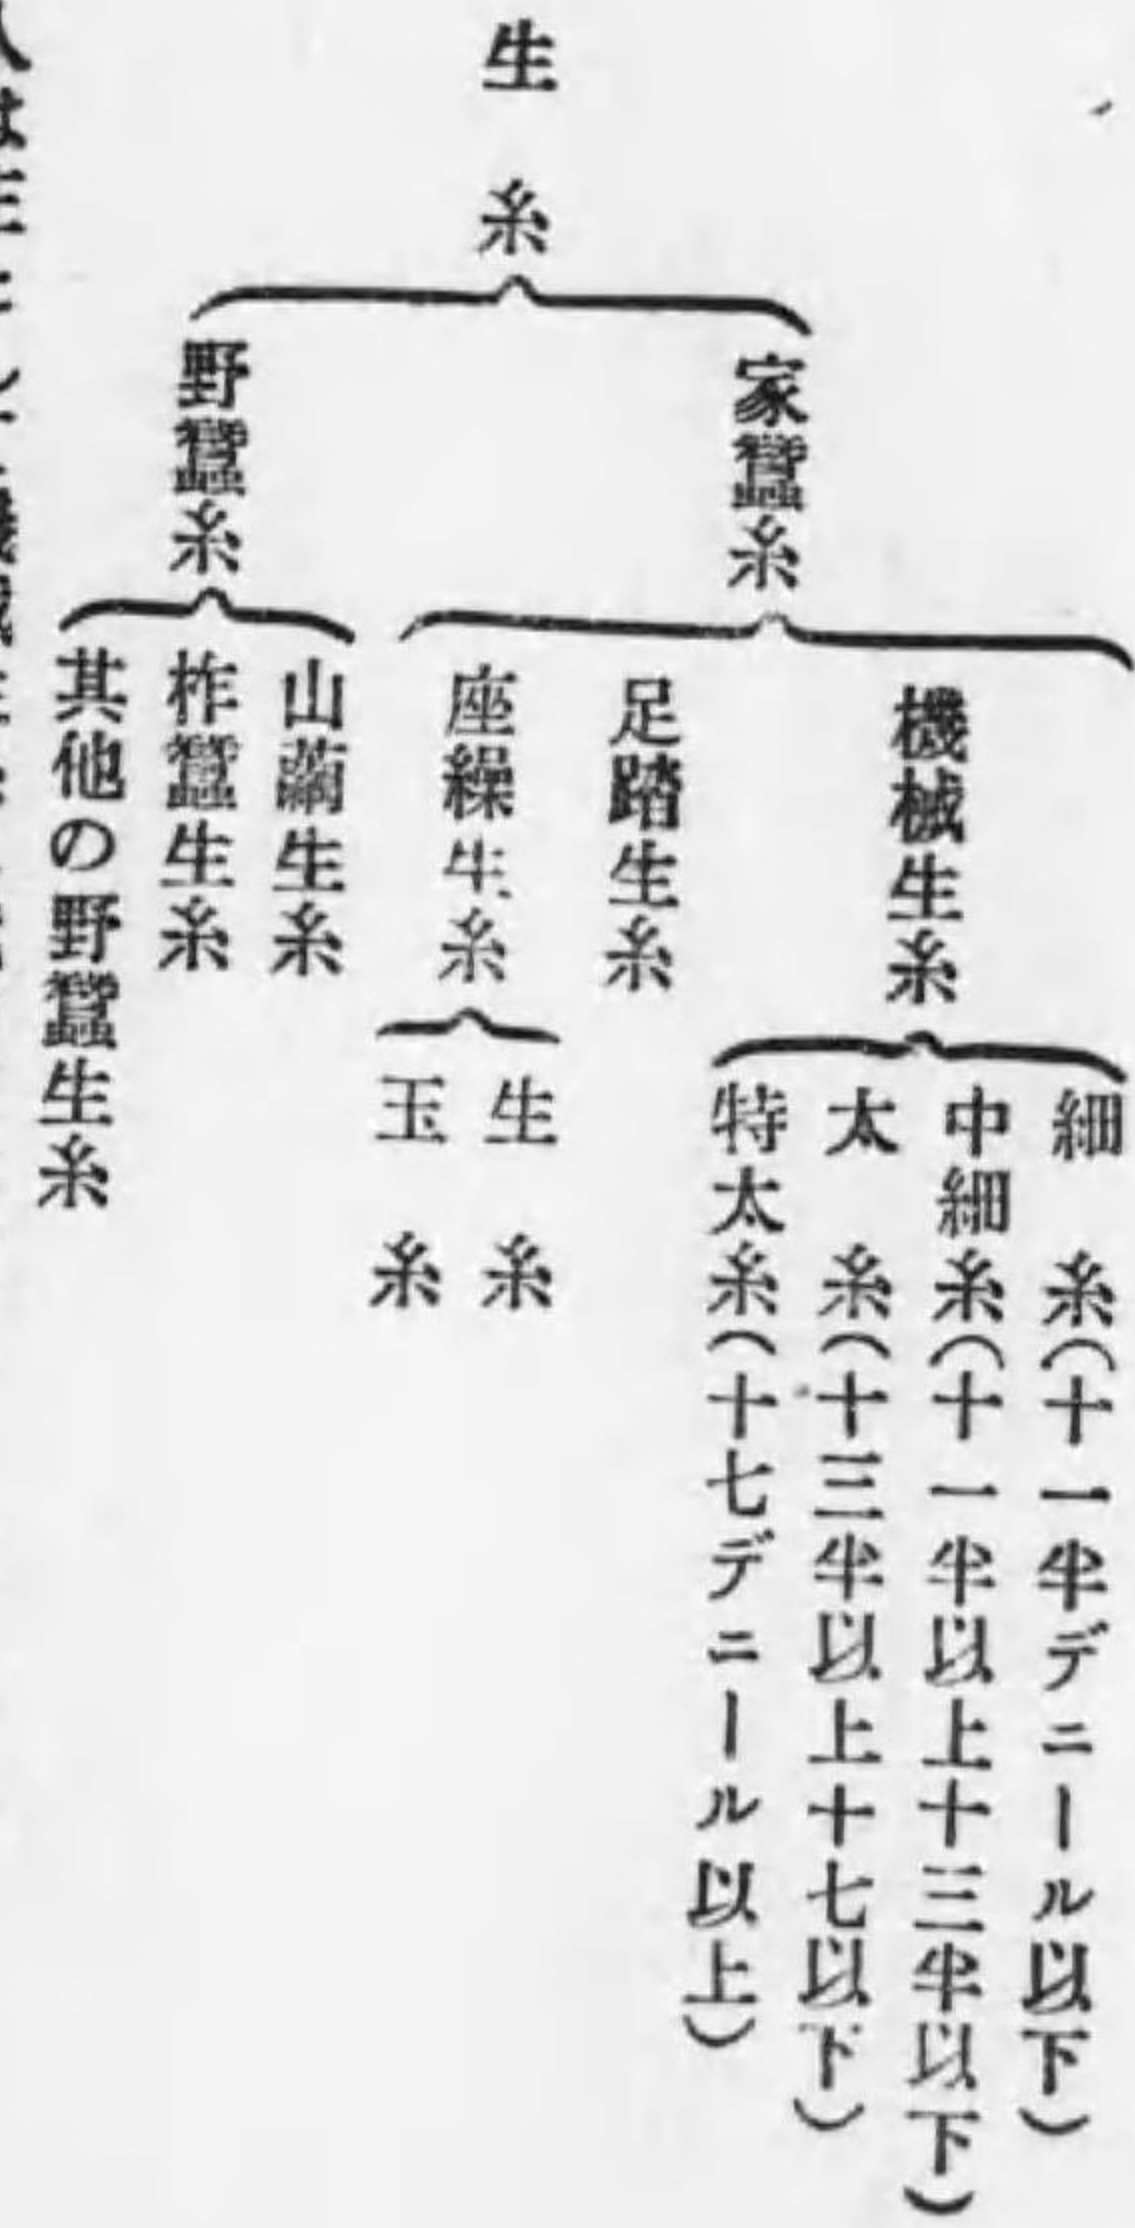 生糸
家蠶糸
機械生糸
細糸(十一半デニール以下)
中細糸(十一半以上十三半以下)
太糸(十三半以上十七以下)
特太糸(十七デニール以上)
足踏生糸
座繰生糸
生糸
玉糸
野蠶糸
山繭生糸
柞蠶生糸
其他の野蠶生糸